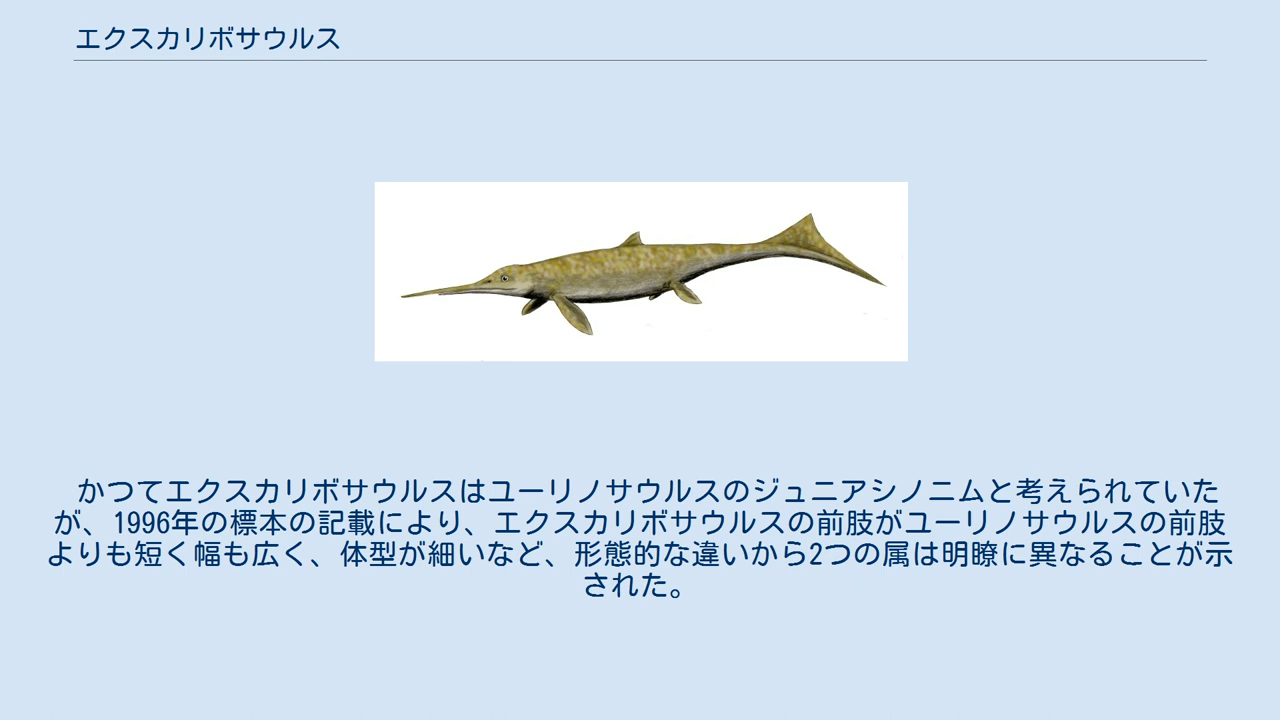 エクスカリボサウルス
かつてエクスカリボサウルスはユーリノサウルスのジュニアシノニムと考えられていた
が、1996年の標本の記載により、エクスカリボサウルスの前肢がユーリノサウルスの前肢
よりも短く幅も広く、体型が細いなど、形態的な違いから2つの属は明瞭に異なることが示
された。